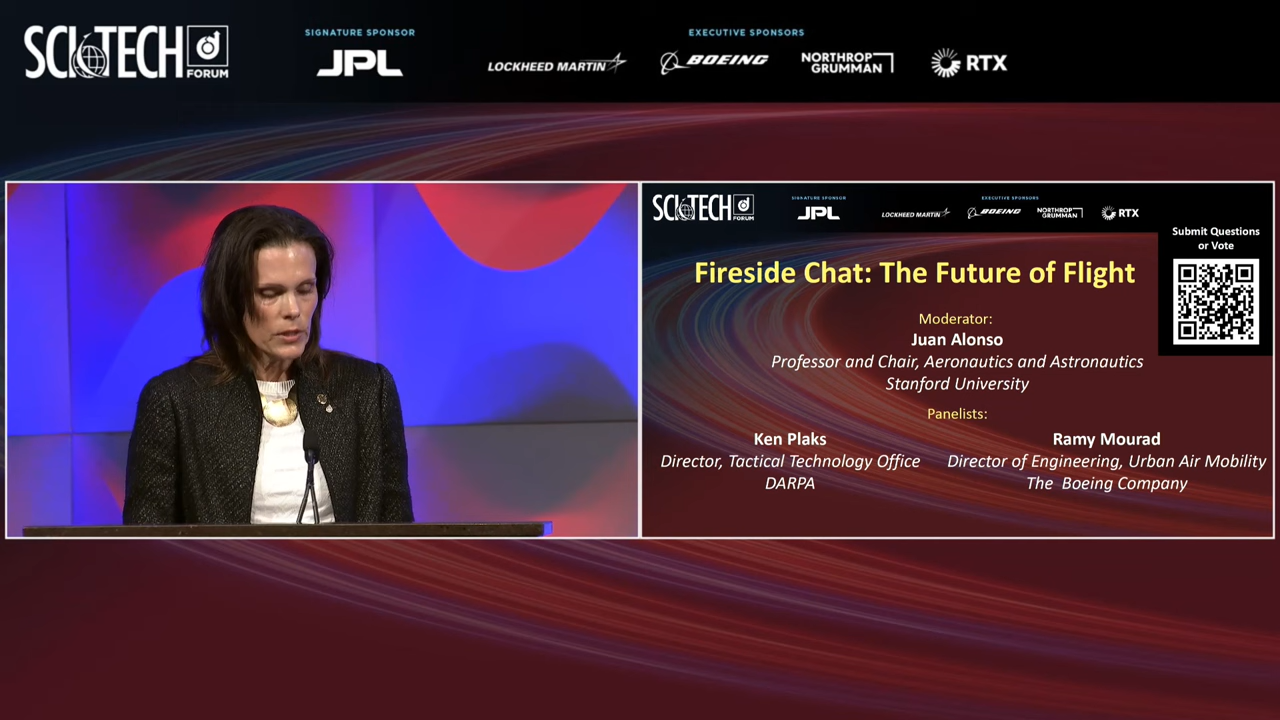 SCITECH
FORUM
SIGNATURE SPONSOR
JPL
EXECUTIVE SPONSORS
LOCKHEED MARTIN
BOEING
NORTHROP
GRUMMAN
RTX
SCITECH
FORUM
SIGNATURE SPONSOR
JPL
EXECUTIVE SPONSORS
LOCKHEED MARTIN
BOEING
NORTHROP
GRUMMAN
RTX
Submit Questions
or Vote
Fireside Chat: The Future of Flight
Moderator:
Juan Alonso
Professor and Chair, Aeronautics and Astronautics
Stanford University
Panelists:
Ken Plaks
Director, Tactical Technology Office
DARPA
Ramy Mourad
Director of Engineering, Urban Air Mobility
The Boeing Company